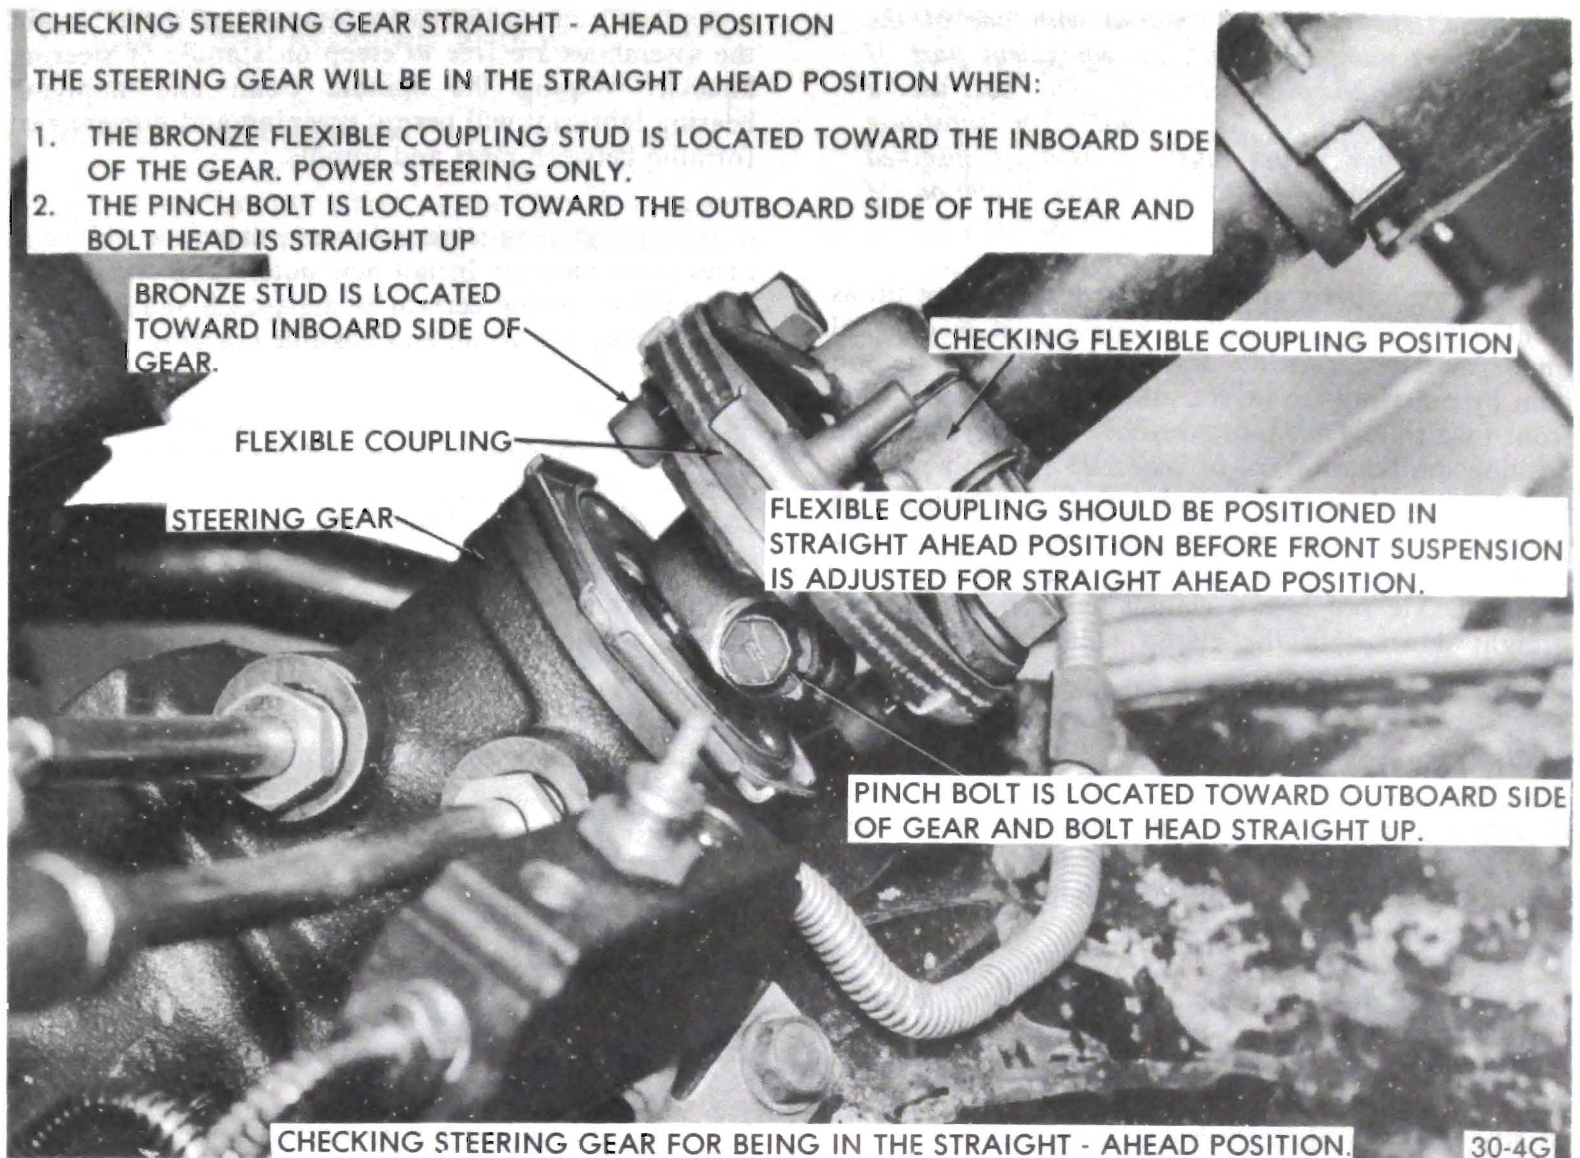 CHECKING STEERING GEAR STRAIGHT - AHEAD POSITION
THE STEERING GEAR WILL BE IN THE STRAIGHT AHEAD POSITION WHEN:
1. THE BRONZE FLEXIBLE COUPLING STUD IS LOCATED TOWARD THE INBOARD SIDE
OF THE GEAR. POWER STEERING ONLY.
2. THE PINCH BOLT IS LOCATED TOWARD THE OUTBOARD SIDE OF THE GEAR AND
BOLT HEAD IS STRAIGHT UP
BRONZE STUD IS LOCATED
TOWARD INBOARD SIDE OF
GEAR.
CHECKING FLEXIBLE COUPLING POSITION
FLEXIBLE COUPLING
STEERING GEAR
FLEXIBLE COUPLING SHOULD BE POSITIONED IN
STRAIGHT AHEAD POSITION BEFORE FRONT SUSPENSION
IS ADJUSTED FOR STRAIGHT AHEAD POSITION.
PINCH BOLT IS LOCATED TOWARD OUTBOARD SIDE
OF GEAR AND BOLT HEAD STRAIGHT UP.
CHECKING STEERING GEAR FOR BEING IN THE STRAIGHT - AHEAD POSITION.
30-4G